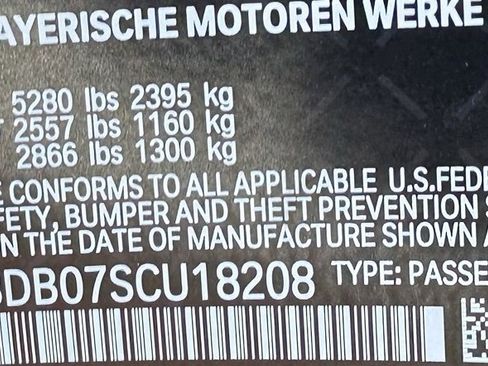 AYERISCHE MOTOREN WERKE
5280 lbs 2395 kg
2557 lbs 1160 kg
2866 lbs 1300 kg
E CONFORMS TO ALL APPLICABLE U.S.FED
FETY, BUMPER AND THEFT PREVENTION S
N THE DATE OF MANUFACTURE SHOWN A
DB07SCU18208 TYPE: PASSE